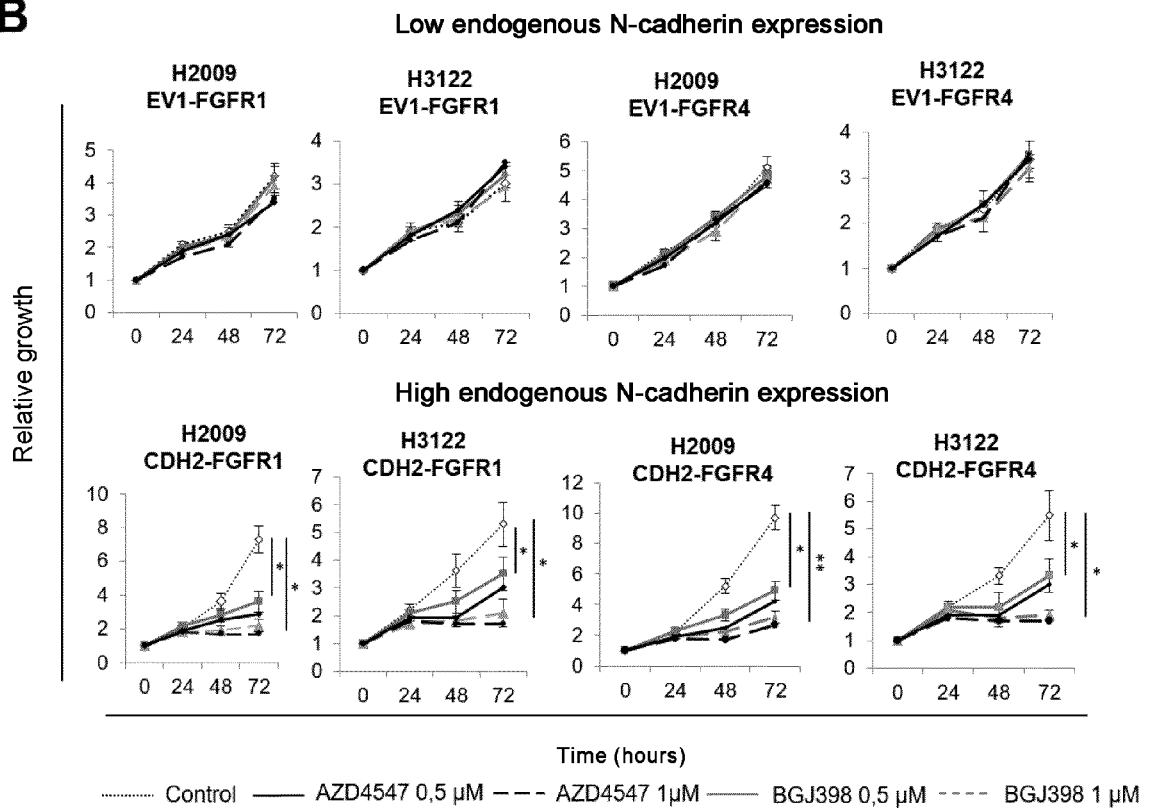 B
Low endogenous N-cadherin expression
H2009
EV1-FGFR1
H3122
EV1-FGFR1
H2009
EV1-FGFR4
H3122
EV1-FGFR4
5
4
3
2
1
0
0 24 48 72
4
3
2
1
0
0 24 48 72
6
5
4
3
2
1
0
0 24 48 72
4
3
2
1
0
0 24 48 72
Relative growth
High endogenous N-cadherin expression
H2009
CDH2-FGFR1
H3122
CDH2-FGFR1
H2009
CDH2-FGFR4
H3122
CDH2-FGFR4
10
8
6
4
2
0
0 24 48 72
* *
7
6
5
4
3
2
1
0
0 24 48 72
* *
12
10
8
6
4
2
0
0 24 48 72
* **
7
6
5
4
3
2
1
0
0 24 48 72
* *
Time (hours)
Control AZD4547 0,5 µM AZD4547 1µM BGJ398 0,5 µM BGJ398 1 µM